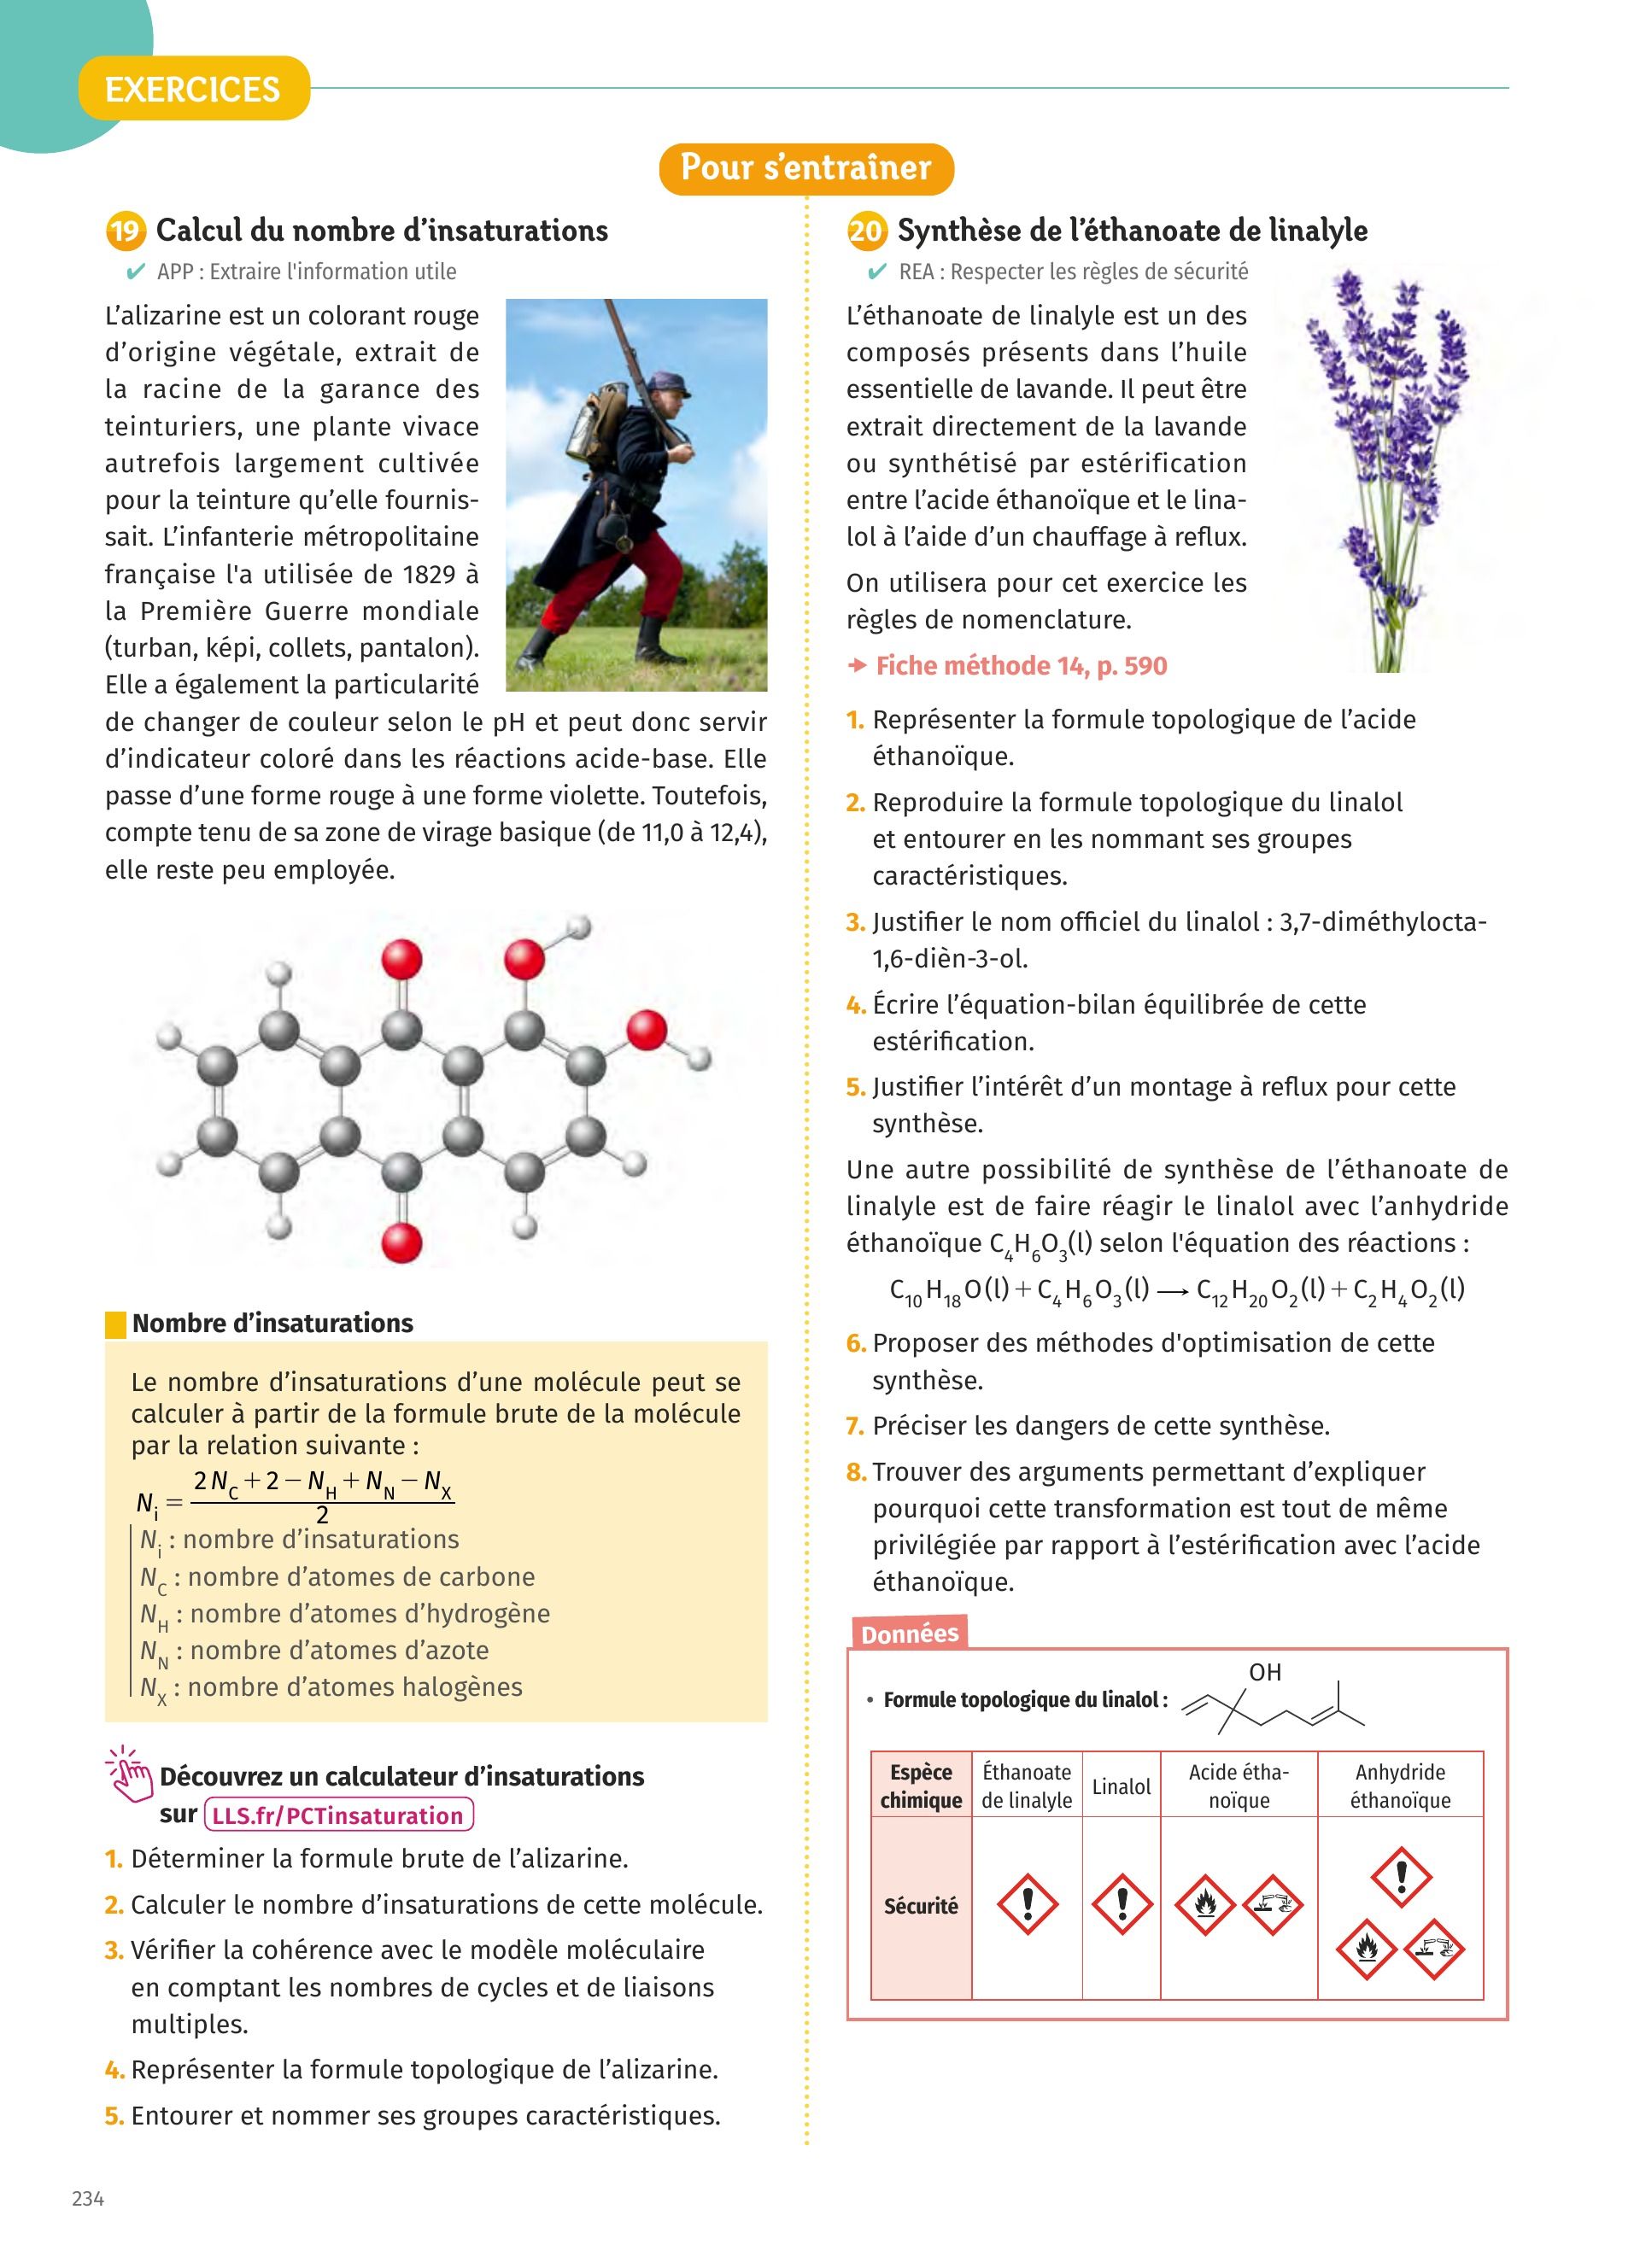 EXERCICES
Pour s’entraîner
19 Calcul du nombre d’insaturations
✔ APP : Extraire l'information utile
L’alizarine est un colorant rouge
d’origine végétale, extrait de
la racine de la garance des
teinturiers, une plante vivace
autrefois largement cultivée
pour la teinture qu’elle fournis-
sait. L’infanterie métropolitaine
française l'a utilisée de 1829 à
la Première Guerre mondiale
(turban, képi, collets, pantalon).
Elle a également la particularité
de changer de couleur selon le pH et peut donc servir
d’indicateur coloré dans les réactions acide-base. Elle
passe d’une forme rouge à une forme violette. Toutefois,
compte tenu de sa zone de virage basique (de 11,0 à 12,4),
elle reste peu employée.
Nombre d’insaturations
Le nombre d’insaturations d’une molécule peut se
calculer à partir de la formule brute de la molécule
par la relation suivante :
N_i = (2 N_C + 2 − N_H + N_N − N_X) / 2
N_i : nombre d’insaturations
N_C : nombre d’atomes de carbone
N_H : nombre d’atomes d’hydrogène
N_N : nombre d’atomes d’azote
N_X : nombre d’atomes halogènes
Découvrez un calculateur d’insaturations
sur LLS.fr/PCTinsaturation
1. Déterminer la formule brute de l’alizarine.
2. Calculer le nombre d’insaturations de cette molécule.
3. Vérifier la cohérence avec le modèle moléculaire
en comptant les nombres de cycles et de liaisons
multiples.
4. Représenter la formule topologique de l’alizarine.
5. Entourer et nommer ses groupes caractéristiques.
20 Synthèse de l’éthanoate de linalyle
✔ REA : Respecter les règles de sécurité
L’éthanoate de linalyle est un des
composés présents dans l’huile
essentielle de lavande. Il peut être
extrait directement de la lavande
ou synthétisé par estérification
entre l’acide éthanoïque et le lina-
lol à l’aide d’un chauffage à reflux.
On utilisera pour cet exercice les
règles de nomenclature.
➜ Fiche méthode 14, p. 590
1. Représenter la formule topologique de l’acide
éthanoïque.
2. Reproduire la formule topologique du linalol
et entourer en les nommant ses groupes
caractéristiques.
3. Justifier le nom officiel du linalol : 3,7-diméthylocta-
1,6-dièn-3-ol.
4. Écrire l’équation-bilan équilibrée de cette
estérification.
5. Justifier l’intérêt d’un montage à reflux pour cette
synthèse.
Une autre possibilité de synthèse de l’éthanoate de
linalyle est de faire réagir le linalol avec l’anhydride
éthanoïque C₄H₆O₃(l) selon l'équation des réactions :
C₁₀H₁₈O(l) + C₄H₆O₃(l) ⟶ C₁₂H₂₀O₂(l) + C₂H₄O₂(l)
6. Proposer des méthodes d'optimisation de cette
synthèse.
7. Préciser les dangers de cette synthèse.
8. Trouver des arguments permettant d’expliquer
pourquoi cette transformation est tout de même
privilégiée par rapport à l’estérification avec l’acide
éthanoïque.
Données
OH
• Formule topologique du linalol :
Espèce chimique | Éthanoate de linalyle | Linalol | Acide étha-noïque | Anhydride éthanoïque
Sécurité
234